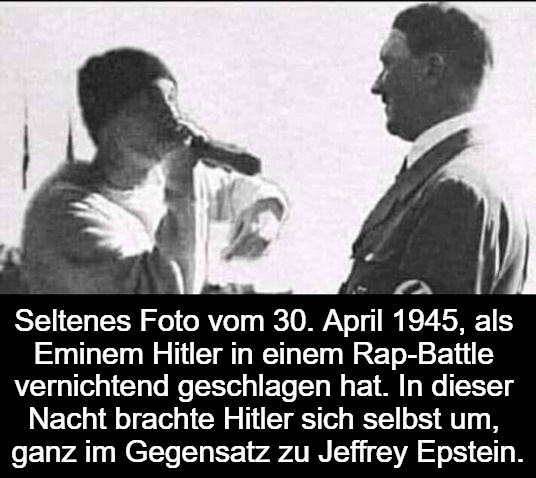 Seltenes Foto vom 30. April 1945, als
Eminem Hitler in einem Rap-Battle
vernichtend geschlagen hat. In dieser
Nacht brachte Hitler sich selbst um,
ganz im Gegensatz zu Jeffrey Epstein.